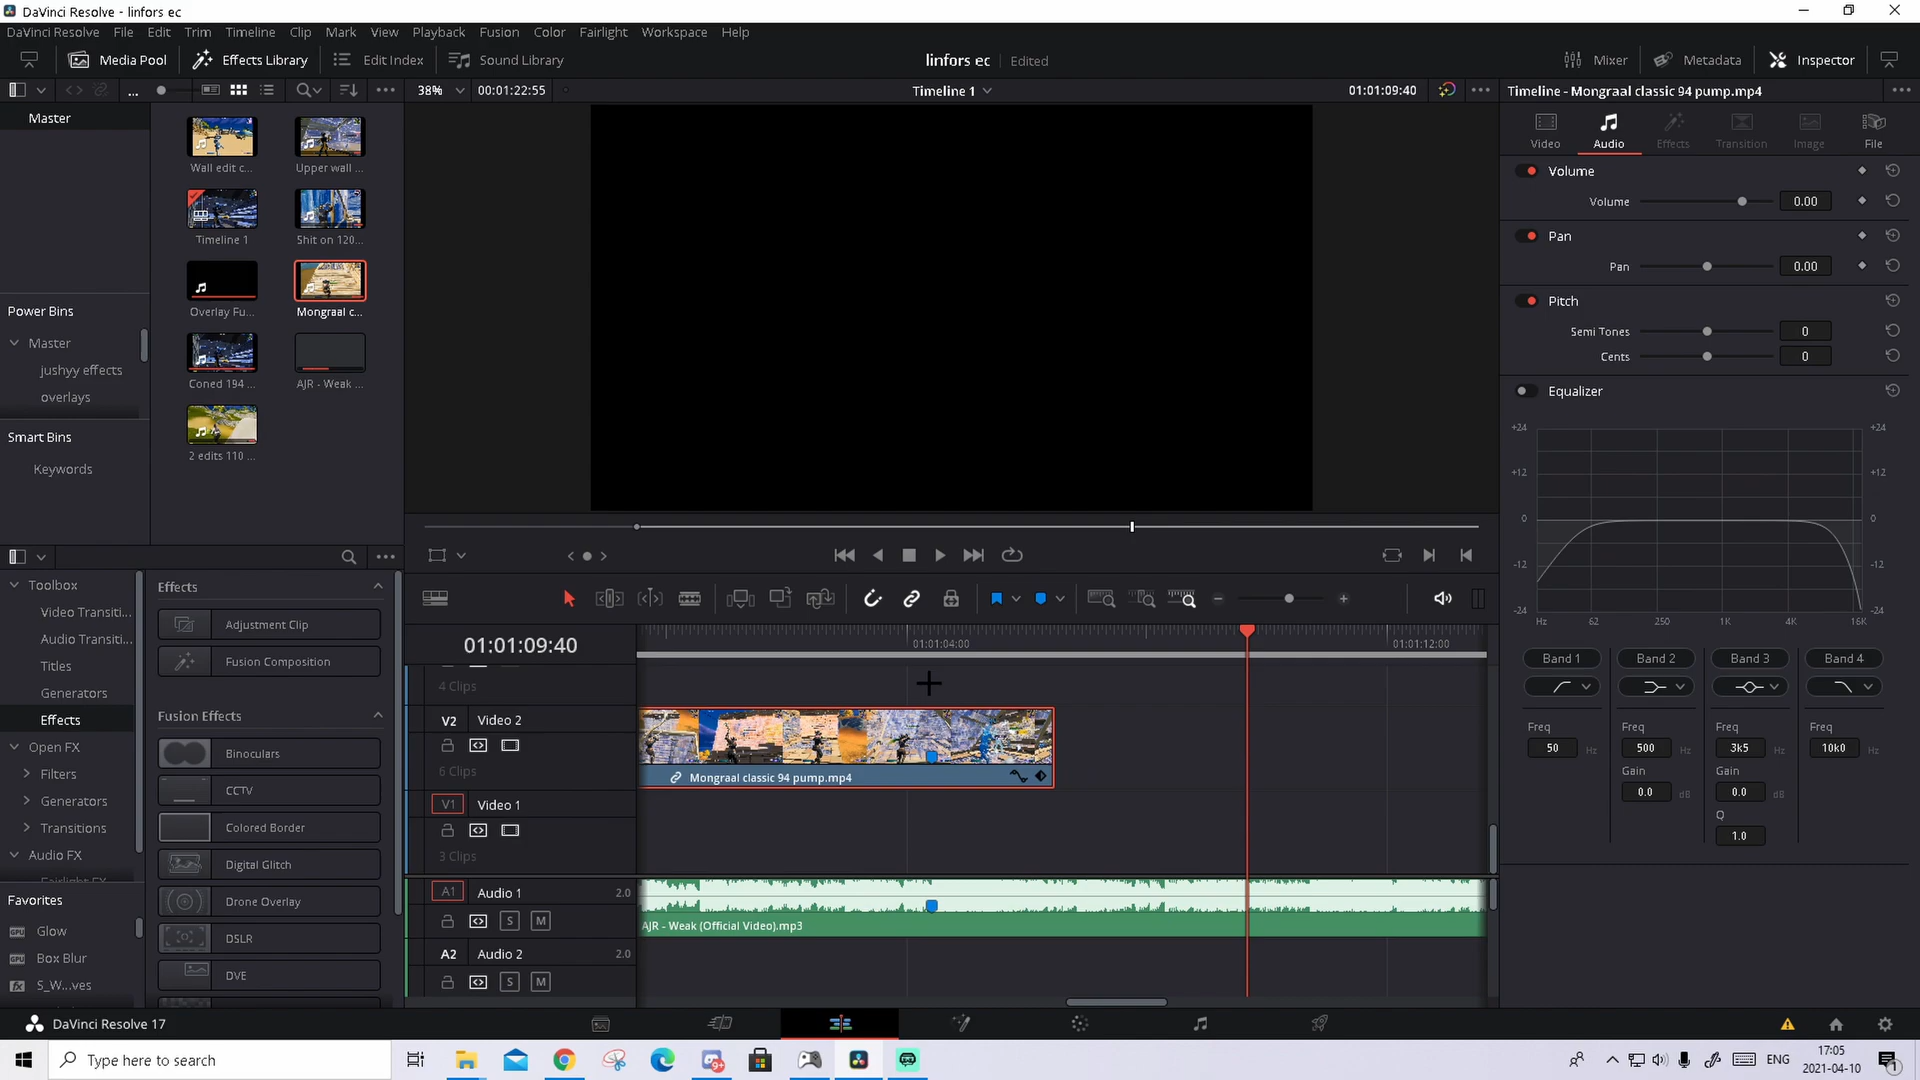 DaVinci Resolve - linfors ec
DaVinci Resolve File Edit Trim Timeline Clip Mark View Playback Fusion Color Fairlight Workspace Help
Media Pool Effects Library Edit Index Sound Library linfors ec Edited Mixer Metadata Inspector
... 38% 00:01:22:55 Timeline 1 01:01:09:40 Timeline - Mongraal classic 94 pump.mp4
Master
Wall edit c... Upper wall ...
Timeline 1 Shit on 120...
Overlay Fu... Mongraal c...
Coned 194 ... AJR - Weak ...
2 edits 110 ...
Power Bins
Master
jushyy effects
overlays
Smart Bins
Keywords
Video Audio Effects Transition Image File
Volume
Volume 0.00
Pan
Pan 0.00
Pitch
Semi Tones 0
Cents 0
Equalizer
+24 +24
+12 +12
0 0
-12 -12
-24 -24
Hz 62 250 1K 4K 16K
Band 1 Band 2 Band 3 Band 4
Freq Freq Freq Freq
50 Hz 500 Hz 3k5 Hz 10k0 Hz
Gain Gain
0.0 dB 0.0 dB
Q
1.0
Toolbox
Video Transiti...
Audio Transiti...
Titles
Generators
Effects
Open FX
Filters
Generators
Transitions
Audio FX
Fairlight FX
Favorites
Glow
Box Blur
S_W...ves
Effects
Adjustment Clip
Fusion Composition
Fusion Effects
Binoculars
CCTV
Colored Border
Digital Glitch
Drone Overlay
DSLR
DVE
01:01:09:40 01:01:04:00 01:01:12:00
4 Clips
V2 Video 2
6 Clips
Mongraal classic 94 pump.mp4
V1 Video 1
3 Clips
A1 Audio 1 2.0
S M
AJR - Weak (Official Video).mp3
A2 Audio 2 2.0
S M
DaVinci Resolve 17
Type here to search
9+
ENG
17:05
2021-04-10
1